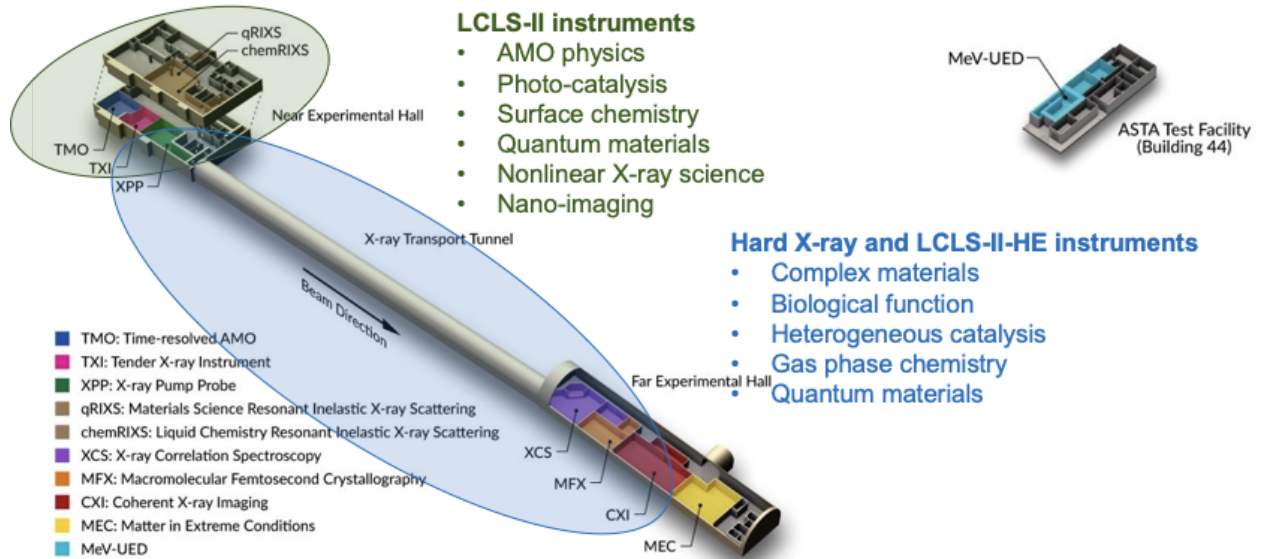 qRIXS
chemRIXS
Near Experimental Hall
TMO
TXI
XPP
LCLS-II instruments
• AMO physics
• Photo-catalysis
• Surface chemistry
• Quantum materials
• Nonlinear X-ray science
• Nano-imaging
MeV-UED
ASTA Test Facility
(Building 44)
X-ray Transport Tunnel
Beam Direction
Hard X-ray and LCLS-II-HE instruments
• Complex materials
• Biological function
• Heterogeneous catalysis
• Gas phase chemistry
• Quantum materials
Far Experimental Hall
XCS
MFX
CXI
MEC
TMO: Time-resolved AMO
TXI: Tender X-ray Instrument
XPP: X-ray Pump Probe
qRIXS: Materials Science Resonant Inelastic X-ray Scattering
chemRIXS: Liquid Chemistry Resonant Inelastic X-ray Scattering
XCS: X-ray Correlation Spectroscopy
MFX: Macromolecular Femtosecond Crystallography
CXI: Coherent X-ray Imaging
MEC: Matter in Extreme Conditions
MeV-UED